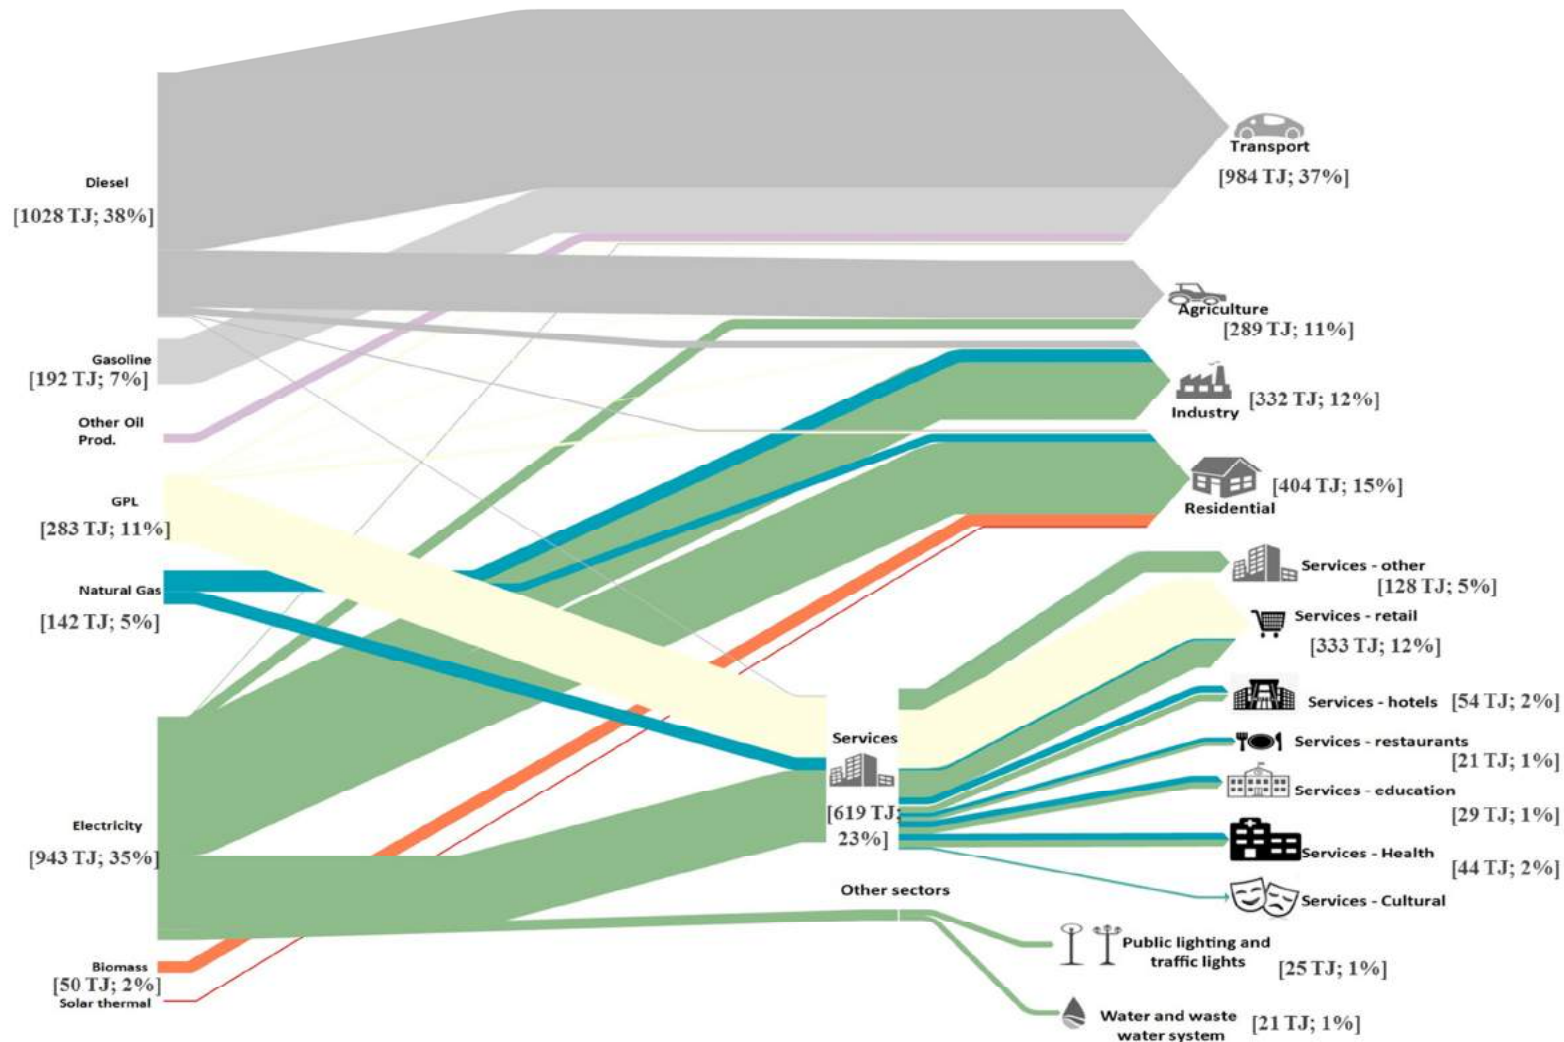 Diesel
[1028 TJ; 38%]
Gasoline
[192 TJ; 7%]
Other Oil
Prod.
GPL
[283 TJ; 11%]
Natural Gas
[142 TJ; 5%]
Electricity
[943 TJ; 35%]
Biomass
[50 TJ; 2%]
Solar thermal
Services
[619 TJ;
23%]
Other sectors
Transport
[984 TJ; 37%]
Agriculture
[289 TJ; 11%]
Industry
[332 TJ; 12%]
Residential
[404 TJ; 15%]
Services - other
[128 TJ; 5%]
Services - retail
[333 TJ; 12%]
Services - hotels
[54 TJ; 2%]
Services - restaurants
[21 TJ; 1%]
Services - education
[29 TJ; 1%]
Services - Health
[44 TJ; 2%]
Services - Cultural
Public lighting and
traffic lights
[25 TJ; 1%]
Water and waste
water system
[21 TJ; 1%]